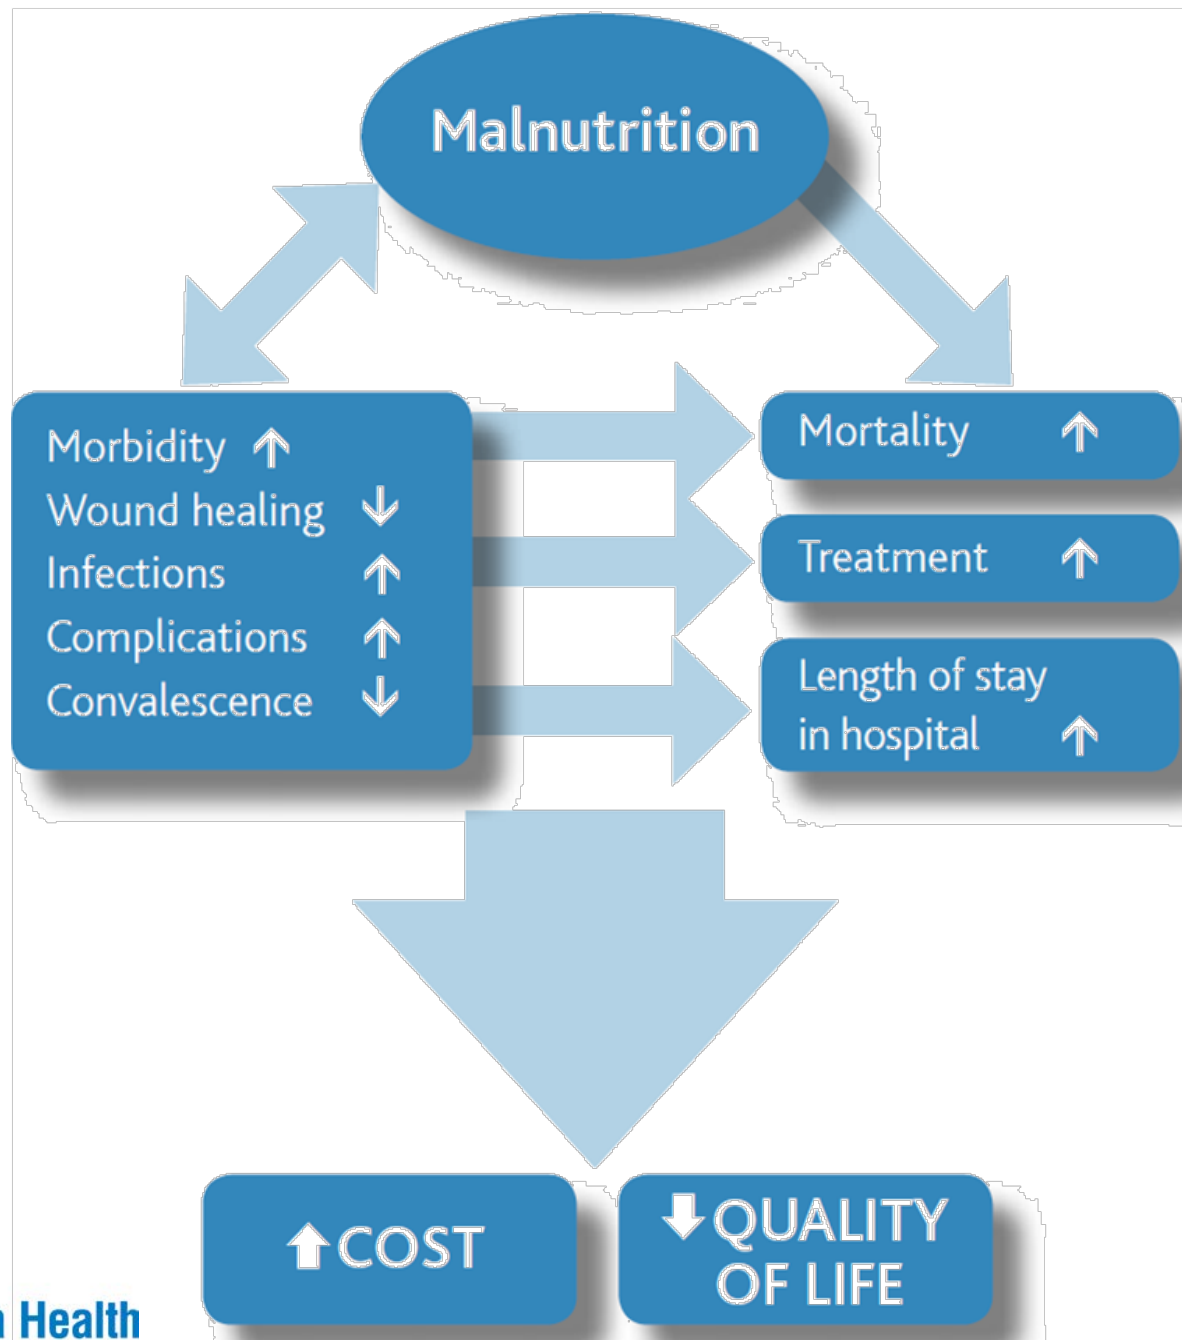 Malnutrition
Morbidity ↑
Wound healing ↓
Infections ↑
Complications ↑
Convalescence ↓
Mortality ↑
Treatment ↑
Length of stay
in hospital ↑
↑ COST
↓ QUALITY
OF LIFE
Health